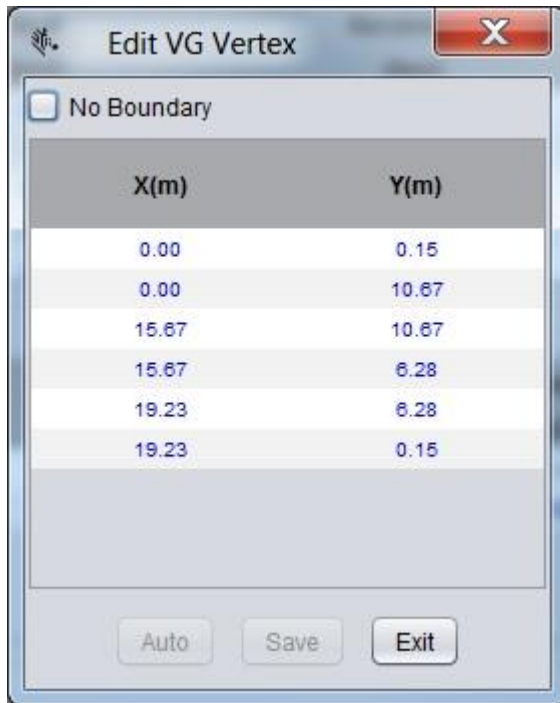 Edit VG Vertex
No Boundary
X(m) Y(m)
0.00 0.15
0.00 10.67
15.67 10.67
15.67 6.28
19.23 6.28
19.23 0.15
Auto Save Exit